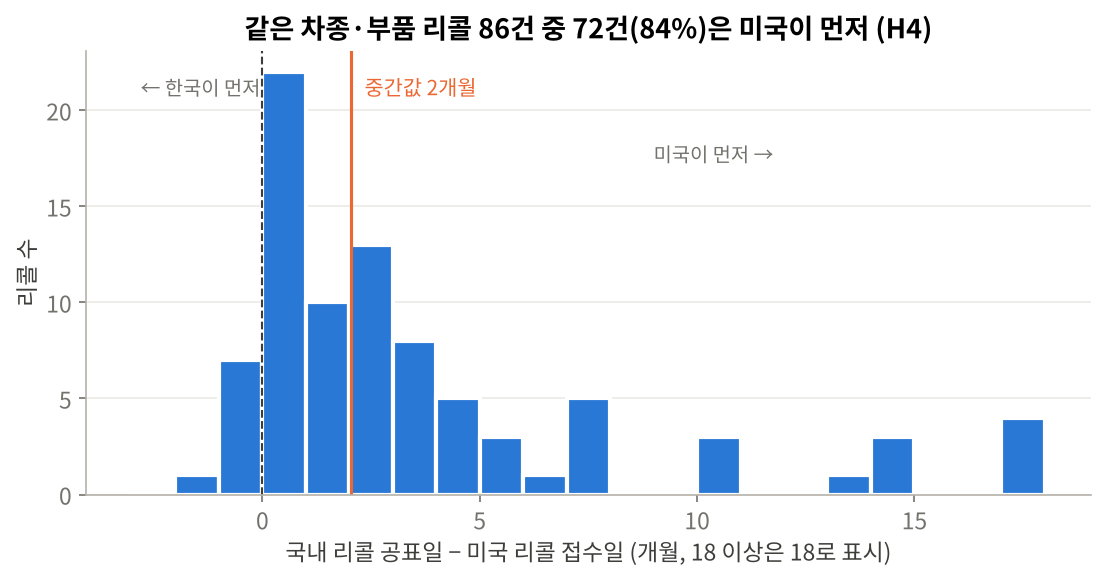 같은 차종·부품 리콜 86건 중 72건(84%)은 미국이 먼저 (H4)
← 한국이 먼저
중간값 2개월
미국이 먼저 →
리콜 수
20
15
10
5
0
0 5 10 15
국내 리콜 공표일 − 미국 리콜 접수일 (개월, 18 이상은 18로 표시)